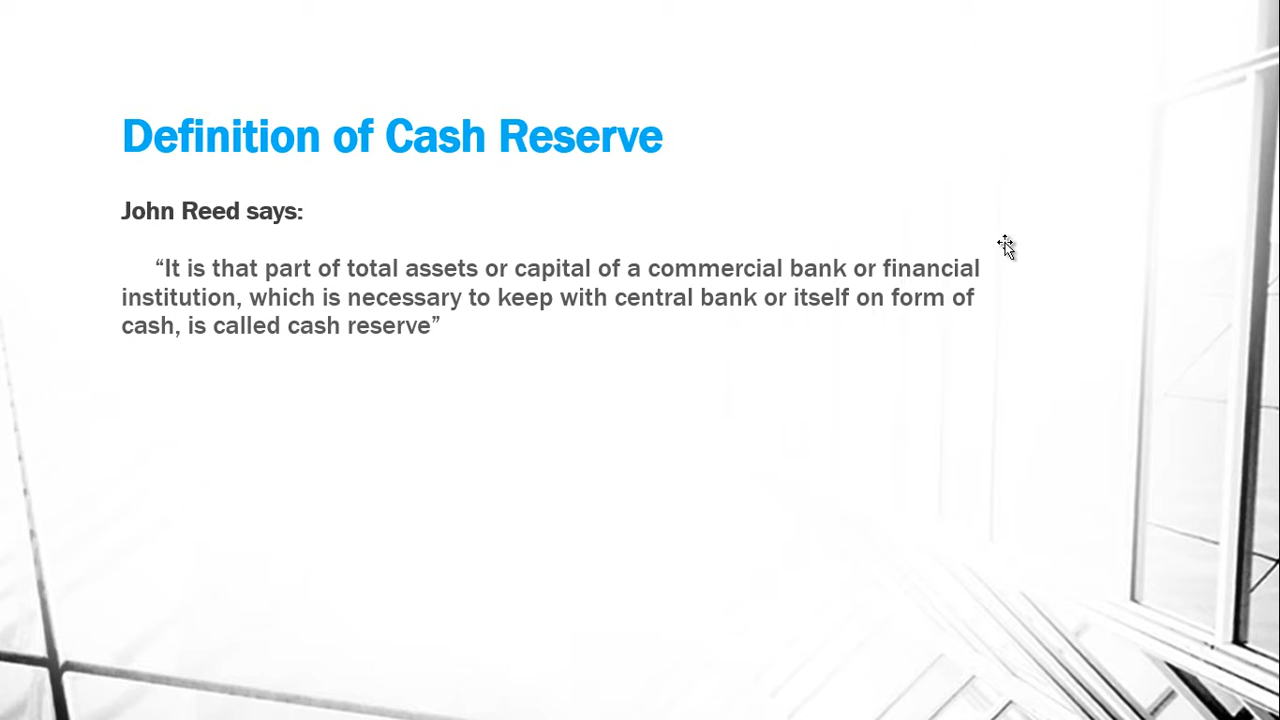 Definition of Cash Reserve
John Reed says:
“It is that part of total assets or capital of a commercial bank or financial
institution, which is necessary to keep with central bank or itself on form of
cash, is called cash reserve”